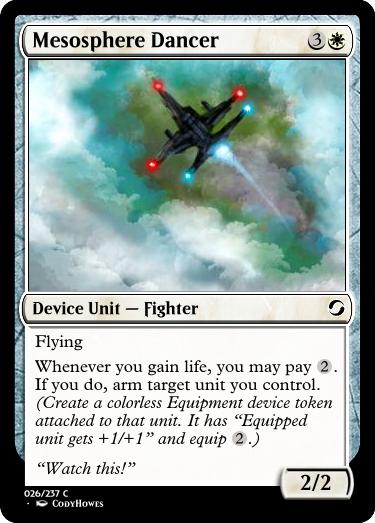 Mesosphere Dancer 3
Device Unit — Fighter
Flying
Whenever you gain life, you may pay 2.
If you do, arm target unit you control.
(Create a colorless Equipment device token
attached to that unit. It has “Equipped
unit gets +1/+1” and equip 2.)
“Watch this!”
2/2
026/237 C
· CodyHowes